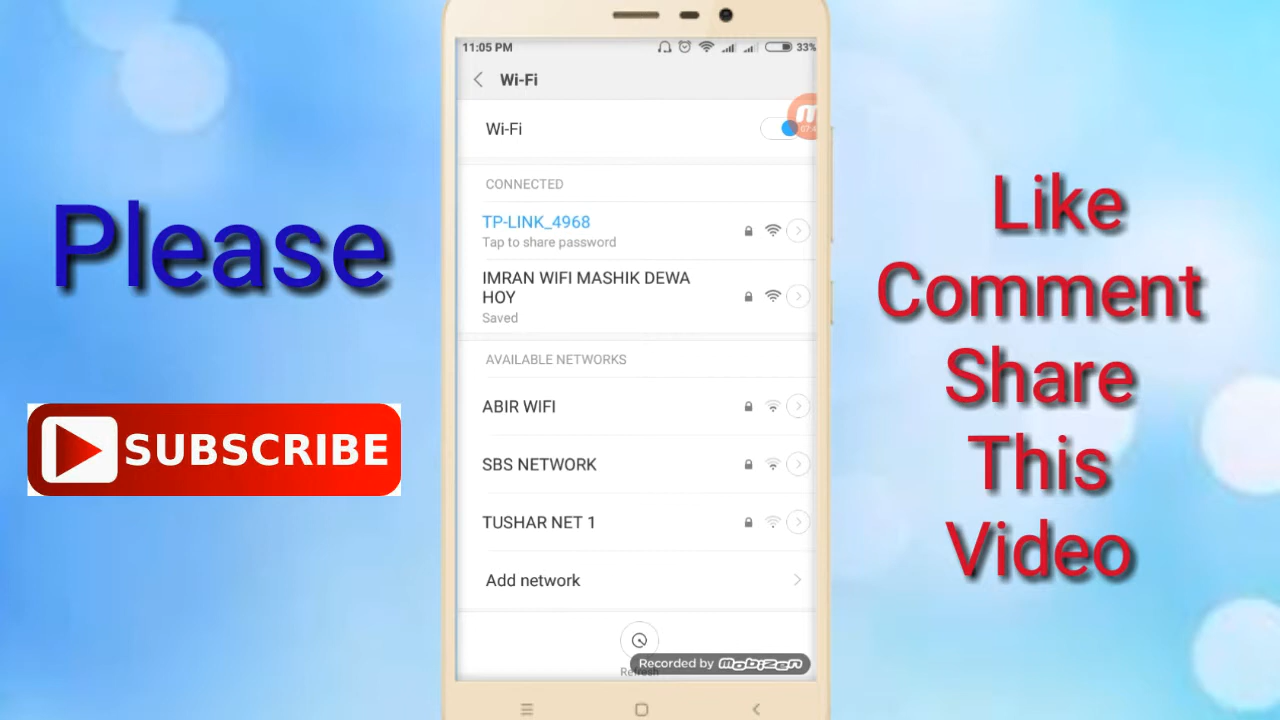 11:05 PM
33%
Wi-Fi
Wi-Fi
07:4
CONNECTED
TP-LINK_4968
Tap to share password
IMRAN WIFI MASHIK DEWA
HOY
Saved
AVAILABLE NETWORKS
ABIR WIFI
SBS NETWORK
TUSHAR NET 1
Add network
Refresh
Recorded by mobizen
Please
SUBSCRIBE
Like
Comment
Share
This
Video